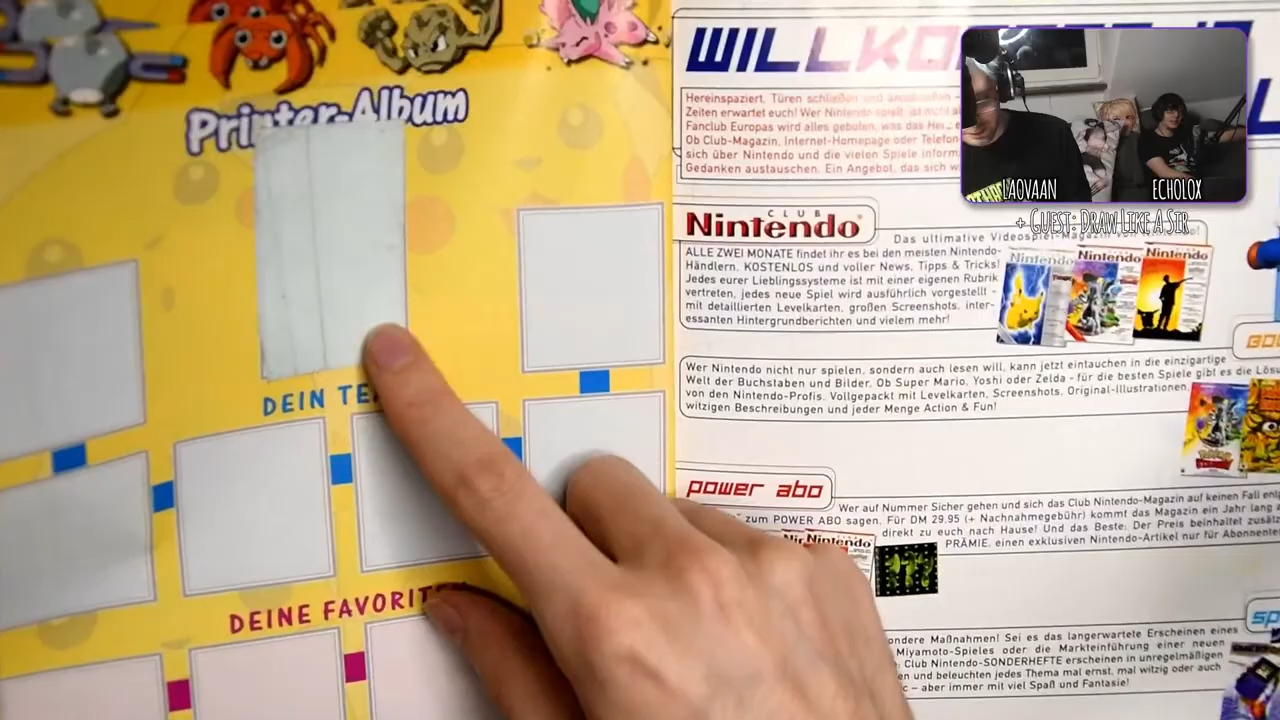 Printer-Album
DEIN
DEINE
WILLKO
Hereinspaziert, Türen schließen und
Zeiten erwartet euch! Wer Nintendo spielt, ist nicht
Fanclub Europas wird alles geboten, was das
Ob Club-Magazin, Internet-Homepage oder Telefon
sich über Nintendo und die vielen Spiele
Gedanken austauschen. Ein Angebot, das sich
CLUB
Nintendo
Das ultimative Videospiel-Magazin
ALLE ZWEI MONATE findet ihr es bei den meisten Nintendo-
Händlern. KOSTENLOS und voller News, Tipps & Tricks!
Jedes eurer Lieblingssysteme ist mit einer eigenen Rubrik
vertreten, jedes neue Spiel wird ausführlich vorgestellt -
mit detaillierten Levelkarten, großen Screenshots, inter-
essanten Hintergrundberichten und vielem mehr!
Nintendo Nintendo Nintendo
Wer Nintendo nicht nur spielen, sondern auch lesen will, kann jetzt eintauchen in die einzigartige
Welt der Buchstaben und Bilder. Ob Super Mario, Yoshi oder Zelda - für die besten Spiele gibt es die
von den Nintendo-Profis. Vollgepackt mit Levelkarten, Screenshots, Original-Illustrationen,
witzigen Beschreibungen und jeder Menge Action & Fun!
power abo
Wer auf Nummer Sicher gehen und sich das Club Nintendo-Magazin auf keinen Fall
zum POWER ABO sagen. Für DM 29.95 (+ Nachnahmegebühr) kommt das Magazin ein Jahr lang
direkt zu euch nach Hause! Und das Beste: Der Preis beinhaltet
PRÄMIE, einen exklusiven Nintendo-Artikel nur für
Nintendo
Maßnahmen! Sei es das langerwartete Erscheinen eines
Miyamoto-Spieles oder die Markteinführung einer neuen
Club Nintendo-SONDERHEFTE erscheinen in unregelmäßigen
und beleuchten jedes Thema mal ernst, mal witzig oder auch
– aber immer mit viel Spaß und Fantasie!
LAOVAAN
ECHOLOX
+ GUEST: DRAW LIKE A SIR